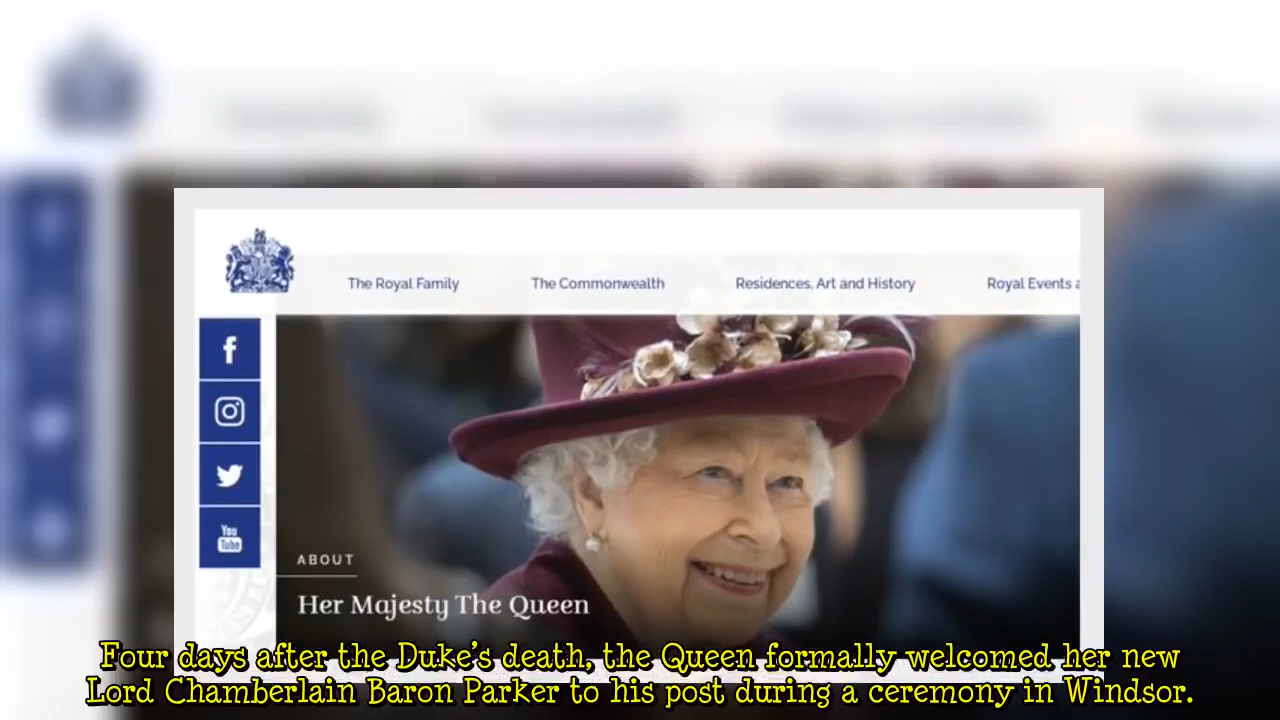 The Royal Family
The Commonwealth
Residences, Art and History
Royal Events a
You
Tube
ABOUT
Her Majesty The Queen
Four days after the Duke's death, the Queen formally welcomed her new
Lord Chamberlain Baron Parker to his post during a ceremony in Windsor.